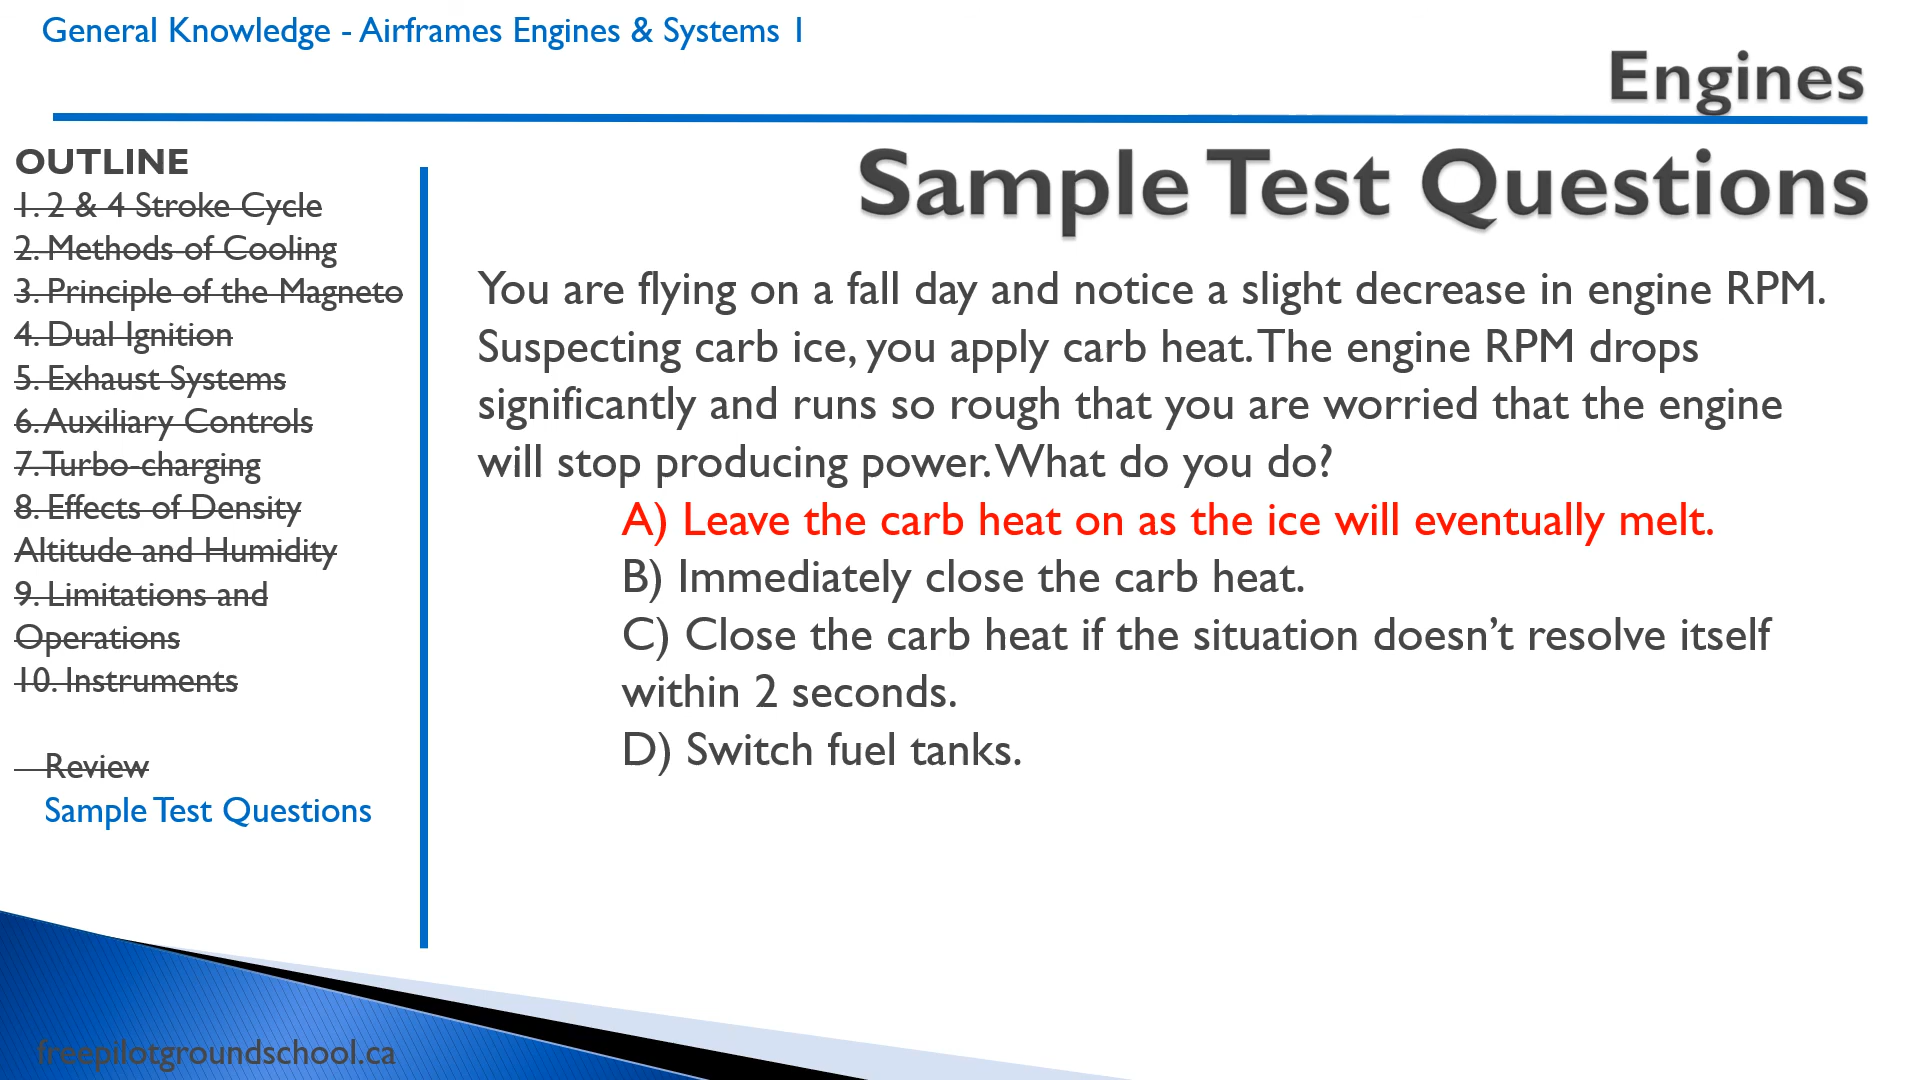 General Knowledge - Airframes Engines & Systems 1
Engines
OUTLINE
1. 2 & 4 Stroke Cycle
2. Methods of Cooling
3. Principle of the Magneto
4. Dual Ignition
5. Exhaust Systems
6. Auxiliary Controls
7. Turbo-charging
8. Effects of Density
Altitude and Humidity
9. Limitations and
Operations
10. Instruments
Review
Sample Test Questions
Sample Test Questions
You are flying on a fall day and notice a slight decrease in engine RPM.
Suspecting carb ice, you apply carb heat. The engine RPM drops
significantly and runs so rough that you are worried that the engine
will stop producing power. What do you do?
A) Leave the carb heat on as the ice will eventually melt.
B) Immediately close the carb heat.
C) Close the carb heat if the situation doesn’t resolve itself
within 2 seconds.
D) Switch fuel tanks.
freepilotgroundschool.ca